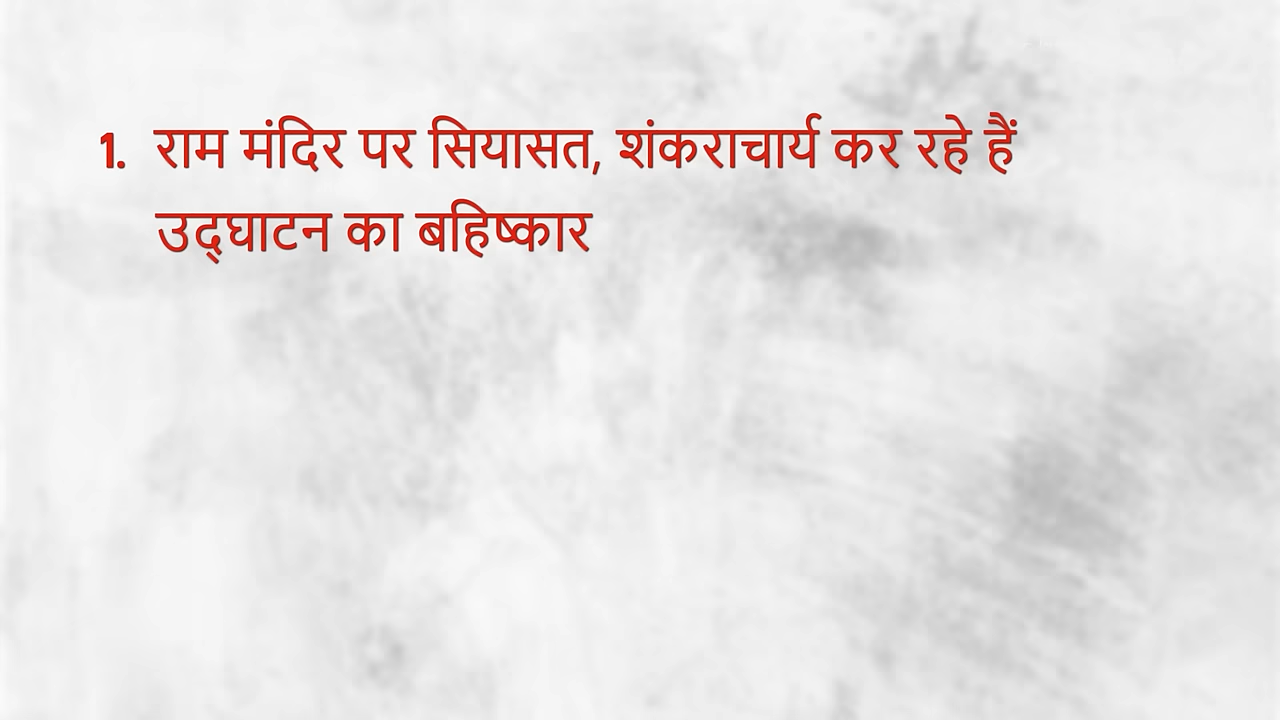 1. राम मंदिर पर सियासत, शंकराचार्य कर रहे हैं
उद्घाटन का बहिष्कार